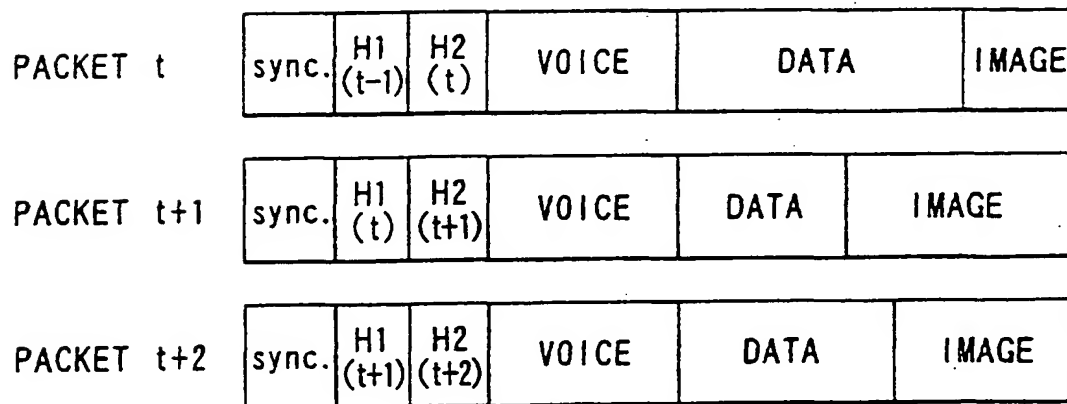 PACKET t sync. H1 (t-1) H2 (t) VOICE DATA IMAGE
PACKET t+1 sync. H1 (t) H2 (t+1) VOICE DATA IMAGE
PACKET t+2 sync. H1 (t+1) H2 (t+2) VOICE DATA IMAGE